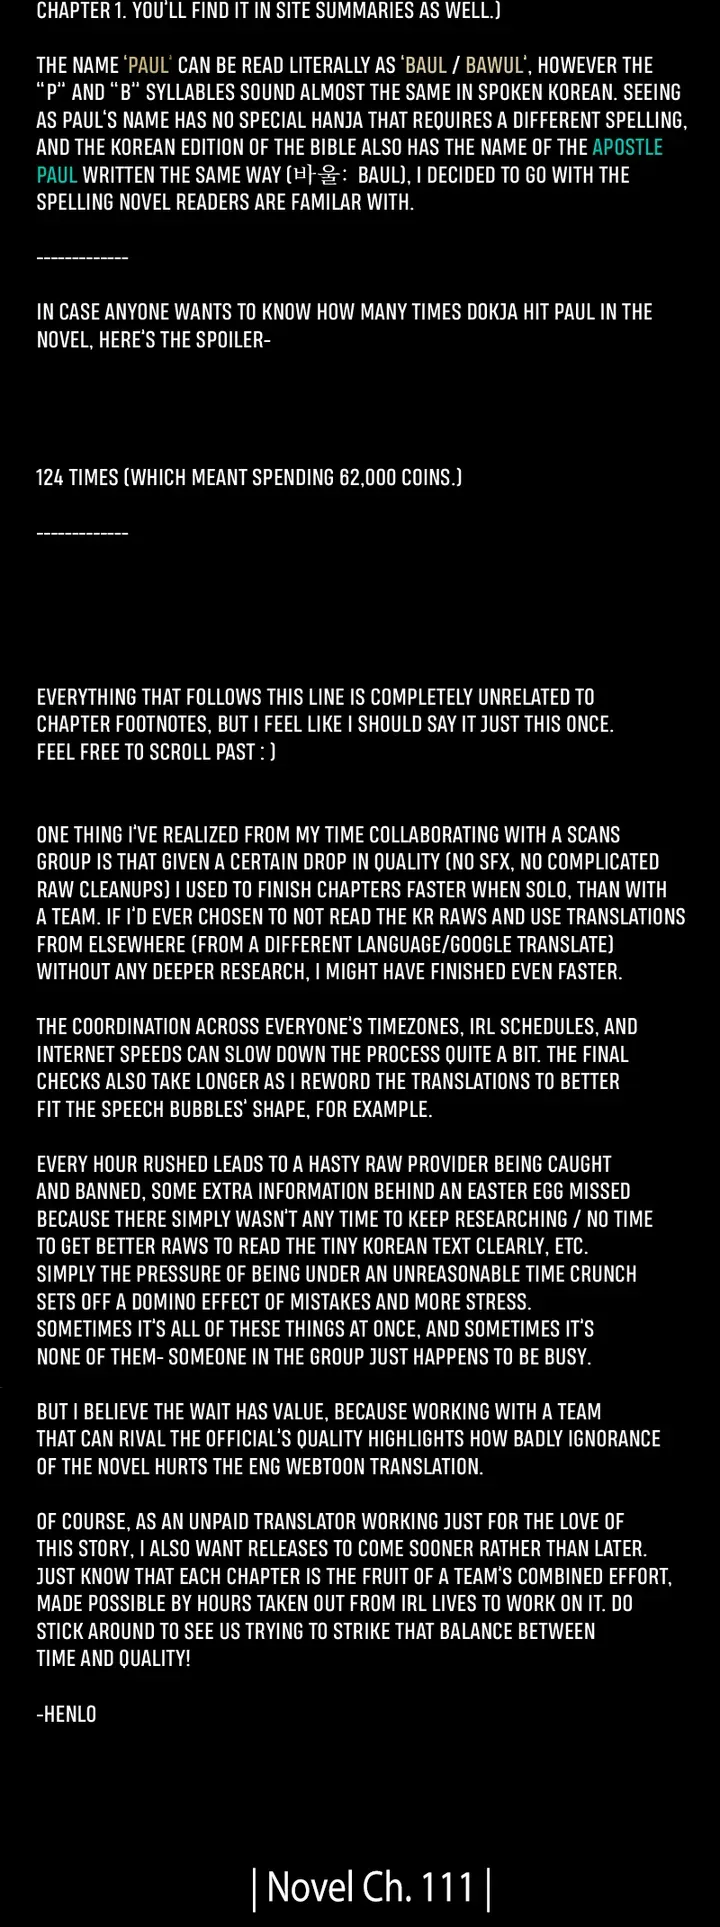 CHAPTER 1. YOU'LL FIND IT IN SITE SUMMARIES AS WELL.)
THE NAME 'PAUL' CAN BE READ LITERALLY AS 'BAUL / BAWUL', HOWEVER THE
"P" AND "B" SYLLABLES SOUND ALMOST THE SAME IN SPOKEN KOREAN. SEEING
AS PAUL'S NAME HAS NO SPECIAL HANJA THAT REQUIRES A DIFFERENT SPELLING,
AND THE KOREAN EDITION OF THE BIBLE ALSO HAS THE NAME OF THE APOSTLE
PAUL WRITTEN THE SAME WAY (바울: BAUL), I DECIDED TO GO WITH THE
SPELLING NOVEL READERS ARE FAMILAR WITH.
-------------
IN CASE ANYONE WANTS TO KNOW HOW MANY TIMES DOKJA HIT PAUL IN THE
NOVEL, HERE'S THE SPOILER-
124 TIMES (WHICH MEANT SPENDING 62,000 COINS.)
-------------
EVERYTHING THAT FOLLOWS THIS LINE IS COMPLETELY UNRELATED TO
CHAPTER FOOTNOTES, BUT I FEEL LIKE I SHOULD SAY IT JUST THIS ONCE.
FEEL FREE TO SCROLL PAST : )
ONE THING I'VE REALIZED FROM MY TIME COLLABORATING WITH A SCANS
GROUP IS THAT GIVEN A CERTAIN DROP IN QUALITY (NO SFX, NO COMPLICATED
RAW CLEANUPS) I USED TO FINISH CHAPTERS FASTER WHEN SOLO, THAN WITH
A TEAM. IF I'D EVER CHOSEN TO NOT READ THE KR RAWS AND USE TRANSLATIONS
FROM ELSEWHERE (FROM A DIFFERENT LANGUAGE/GOOGLE TRANSLATE)
WITHOUT ANY DEEPER RESEARCH, I MIGHT HAVE FINISHED EVEN FASTER.
THE COORDINATION ACROSS EVERYONE'S TIMEZONES, IRL SCHEDULES, AND
INTERNET SPEEDS CAN SLOW DOWN THE PROCESS QUITE A BIT. THE FINAL
CHECKS ALSO TAKE LONGER AS I REWORD THE TRANSLATIONS TO BETTER
FIT THE SPEECH BUBBLES' SHAPE, FOR EXAMPLE.
EVERY HOUR RUSHED LEADS TO A HASTY RAW PROVIDER BEING CAUGHT
AND BANNED, SOME EXTRA INFORMATION BEHIND AN EASTER EGG MISSED
BECAUSE THERE SIMPLY WASN'T ANY TIME TO KEEP RESEARCHING / NO TIME
TO GET BETTER RAWS TO READ THE TINY KOREAN TEXT CLEARLY, ETC.
SIMPLY THE PRESSURE OF BEING UNDER AN UNREASONABLE TIME CRUNCH
SETS OFF A DOMINO EFFECT OF MISTAKES AND MORE STRESS.
SOMETIMES IT'S ALL OF THESE THINGS AT ONCE, AND SOMETIMES IT'S
NONE OF THEM- SOMEONE IN THE GROUP JUST HAPPENS TO BE BUSY.
BUT I BELIEVE THE WAIT HAS VALUE, BECAUSE WORKING WITH A TEAM
THAT CAN RIVAL THE OFFICIAL'S QUALITY HIGHLIGHTS HOW BADLY IGNORANCE
OF THE NOVEL HURTS THE ENG WEBTOON TRANSLATION.
OF COURSE, AS AN UNPAID TRANSLATOR WORKING JUST FOR THE LOVE OF
THIS STORY, I ALSO WANT RELEASES TO COME SOONER RATHER THAN LATER.
JUST KNOW THAT EACH CHAPTER IS THE FRUIT OF A TEAM'S COMBINED EFFORT,
MADE POSSIBLE BY HOURS TAKEN OUT FROM IRL LIVES TO WORK ON IT. DO
STICK AROUND TO SEE US TRYING TO STRIKE THAT BALANCE BETWEEN
TIME AND QUALITY!
-HENLO
| Novel Ch. 111 |